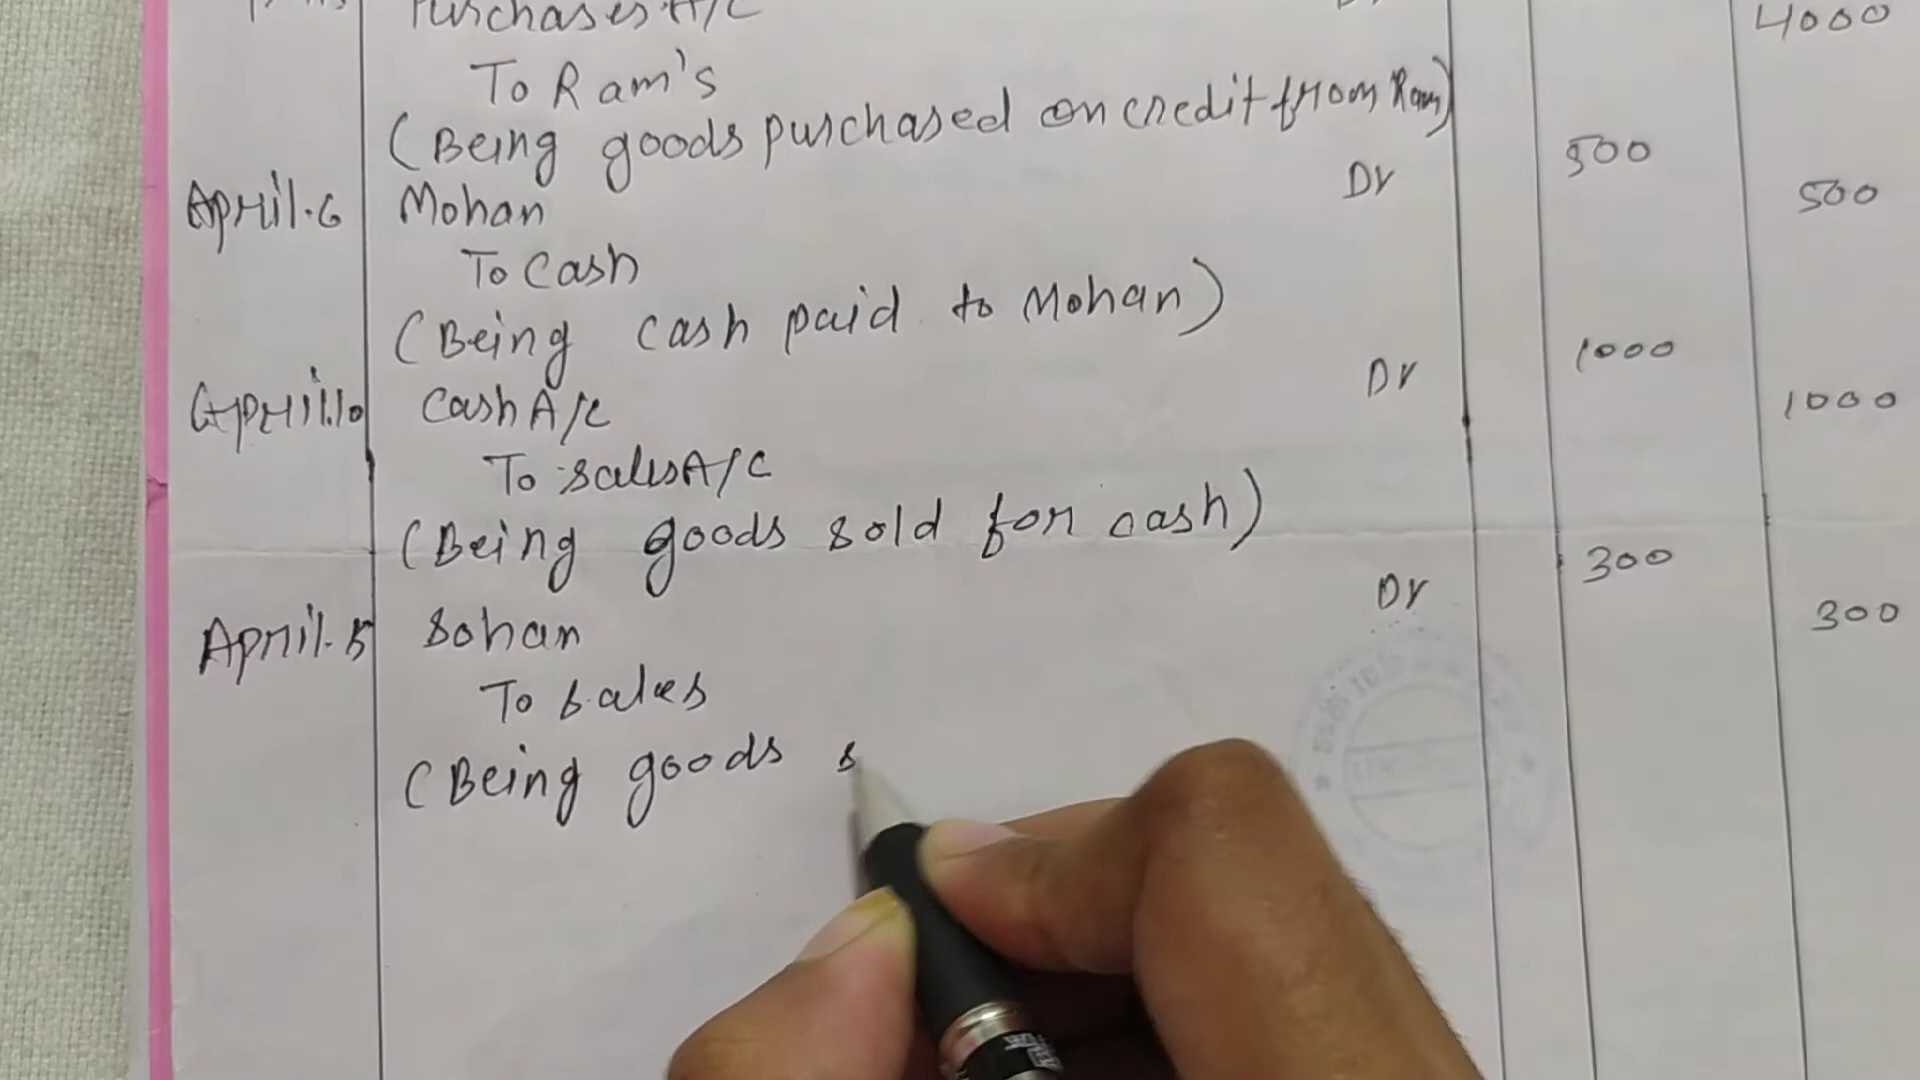 Purchases A/C 4000
To Ram's
(Being goods purchased on credit from Ram)
April.6 Mohan Dr 500
To Cash 500
(Being cash paid to Mohan)
April.10 Cash A/c Dr 1000
To sales A/C 1000
(Being goods sold for cash)
April.15 Sohan Dr 300
To sales 300
(Being goods s